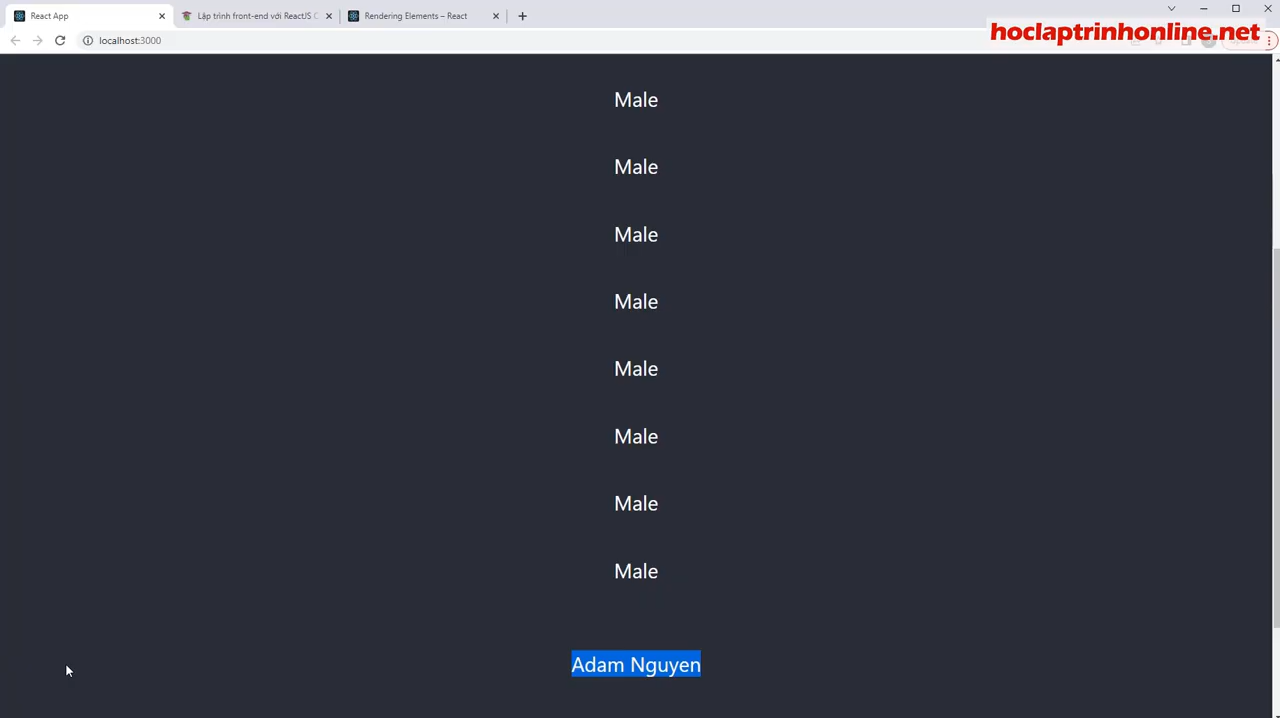 React App
Lập trình front-end với ReactJS C
Rendering Elements – React
localhost:3000
hoclaptrinhonline.net
Male
Male
Male
Male
Male
Male
Male
Male
Adam Nguyen